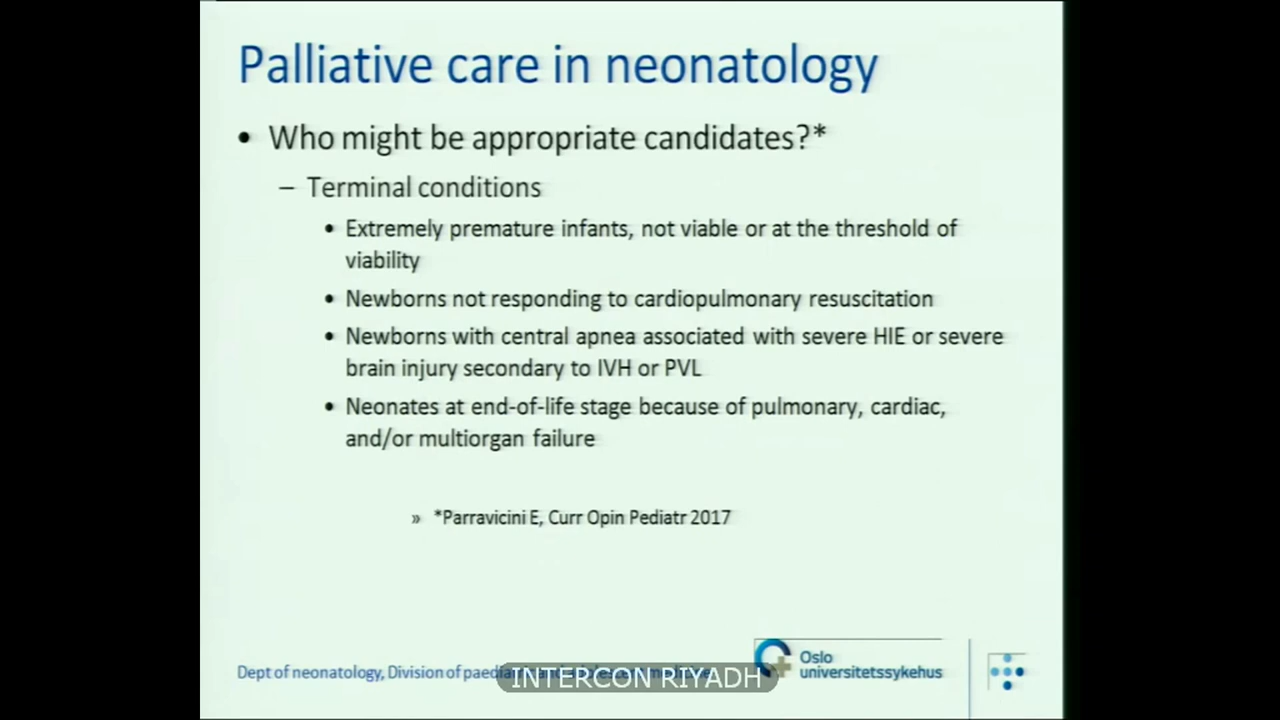 Palliative care in neonatology
• Who might be appropriate candidates?*
– Terminal conditions
• Extremely premature infants, not viable or at the threshold of
viability
• Newborns not responding to cardiopulmonary resuscitation
• Newborns with central apnea associated with severe HIE or severe
brain injury secondary to IVH or PVL
• Neonates at end-of-life stage because of pulmonary, cardiac,
and/or multiorgan failure
» *Parravicini E, Curr Opin Pediatr 2017
Dept of neonatology, Division of
INTERCON RIYADH
Oslo
universitetssykehus